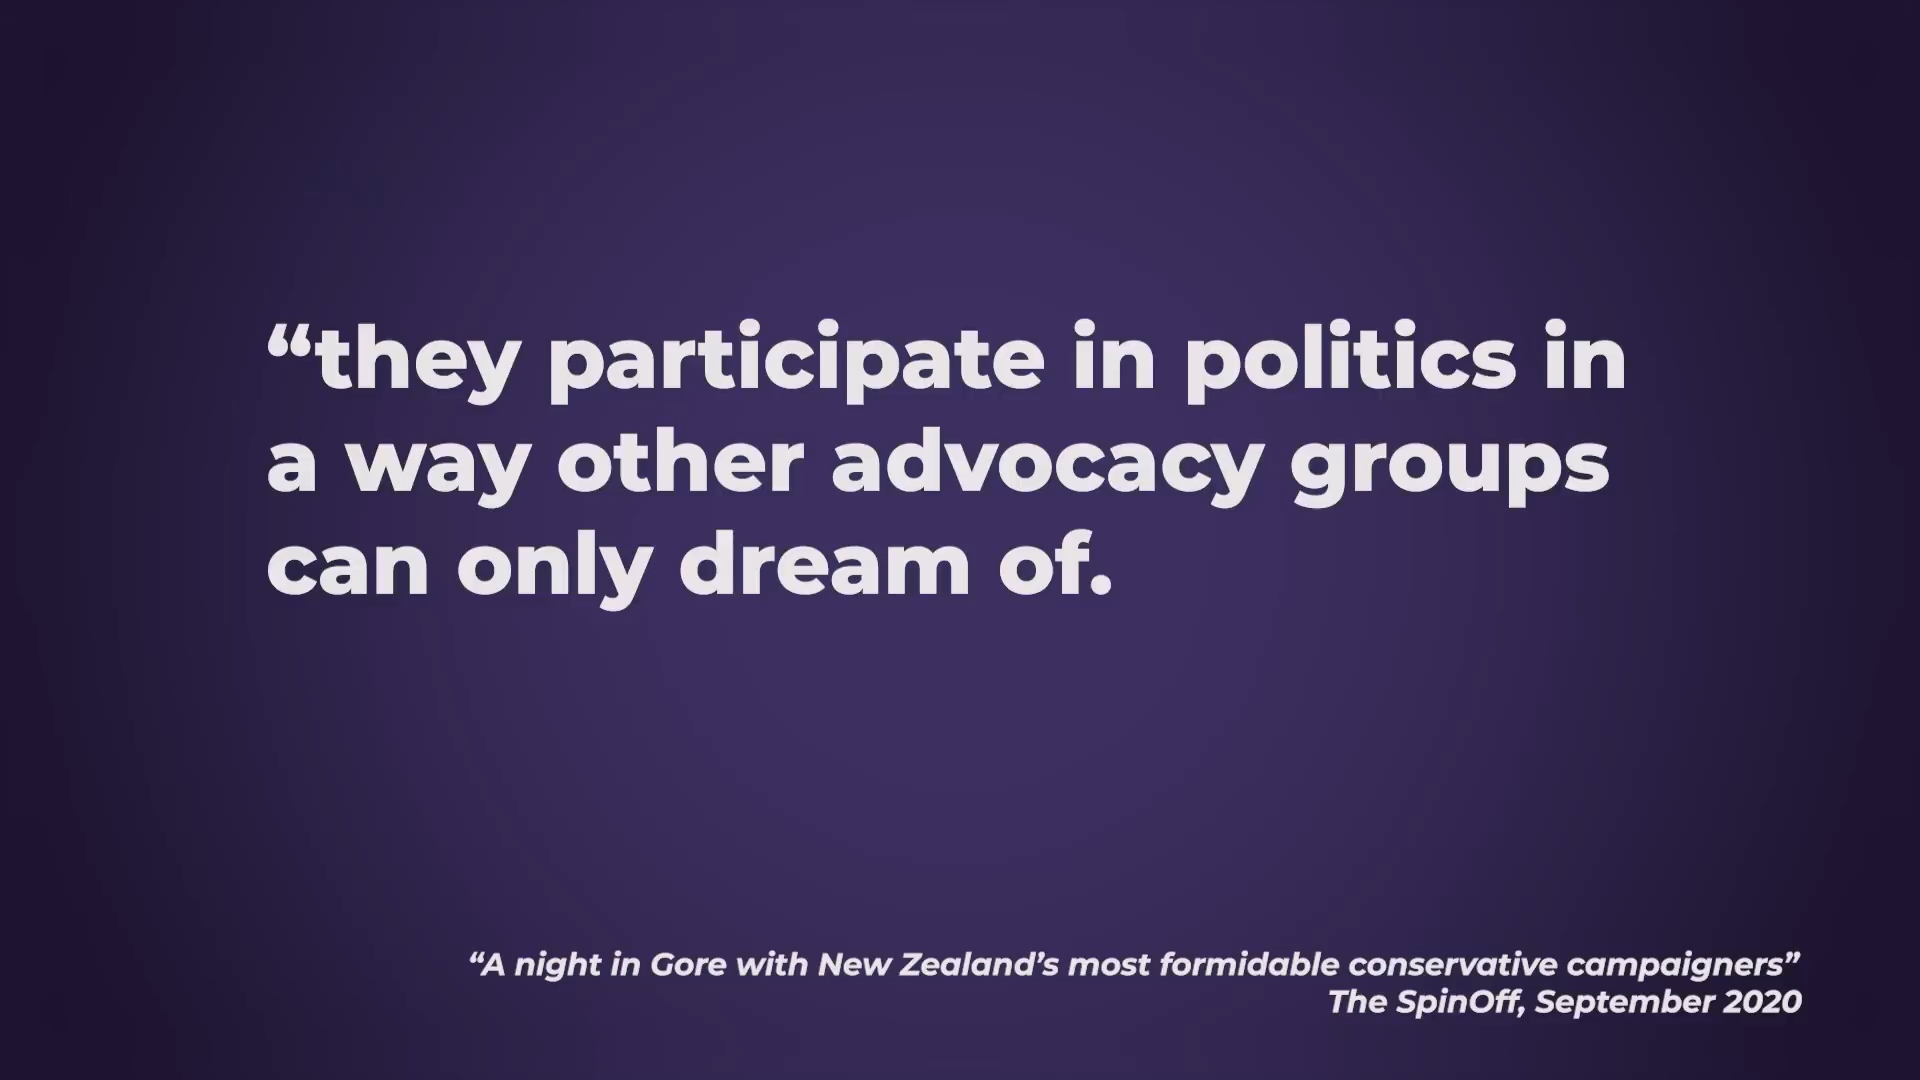 “they participate in politics in
a way other advocacy groups
can only dream of.
“A night in Gore with New Zealand’s most formidable conservative campaigners”
The SpinOff, September 2020